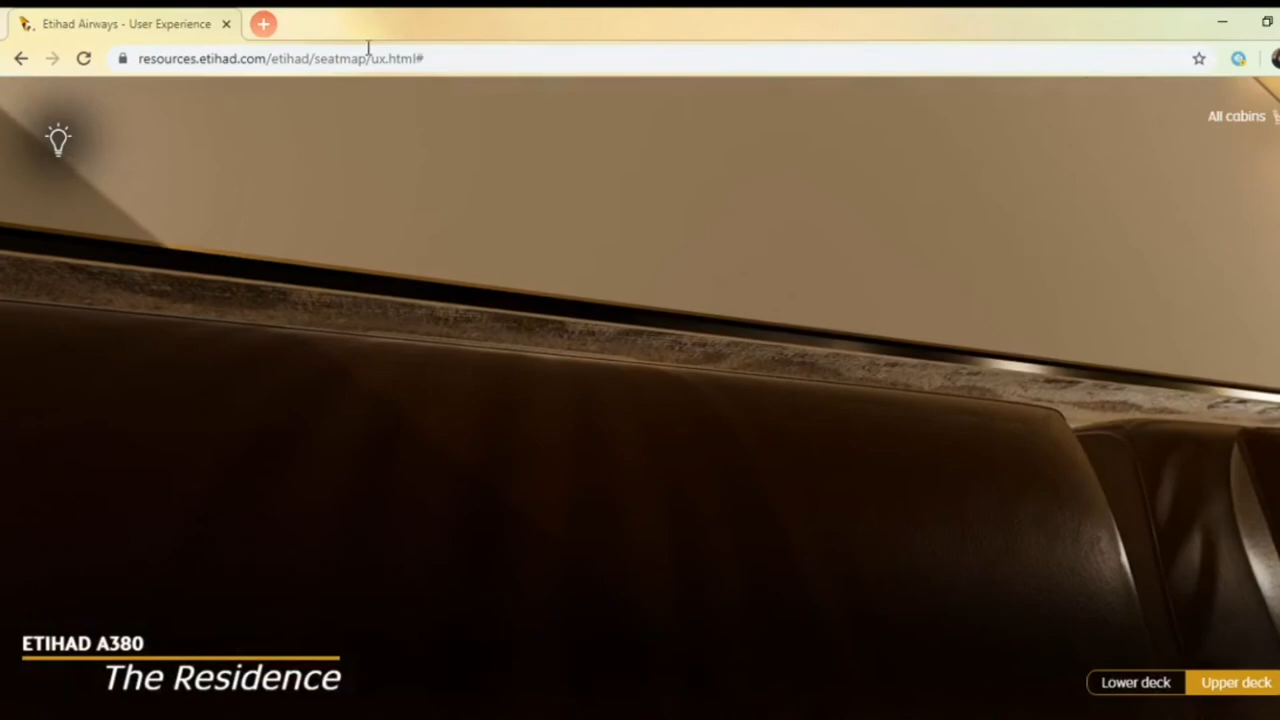 Etihad Airways - User Experience
resources.etihad.com/etihad/seatmap/ux.html#
All cabins
ETIHAD A380
The Residence
Lower deck
Upper deck